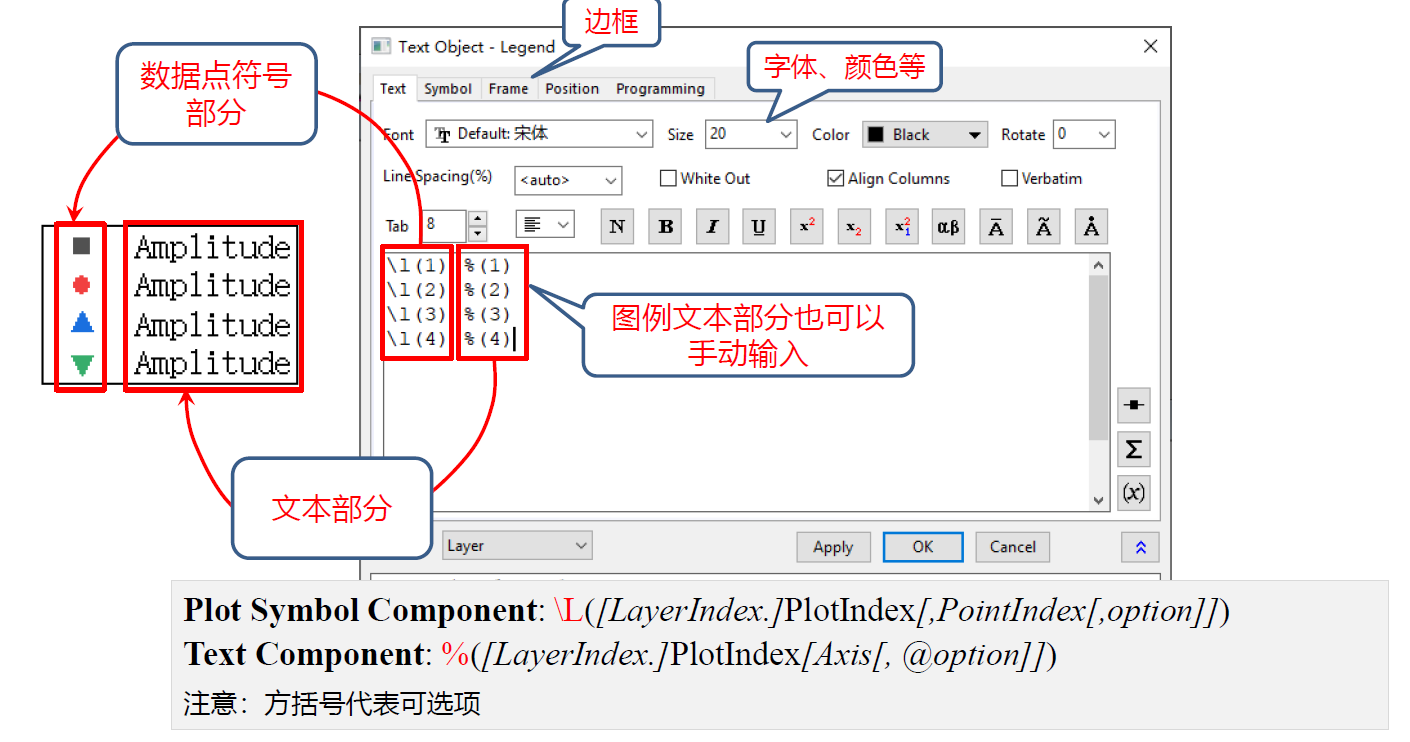 边框
Text Object - Legend
数据点符号
部分
字体、颜色等
Text Symbol Frame Position Programming
Font Default: 宋体 Size 20 Color Black Rotate 0
Line Spacing(%) <auto> White Out Align Columns Verbatim
Tab 8 N B I U x² x₂ x²₁ αβ Ā Ã Å
Amplitude
Amplitude
Amplitude
Amplitude
\l(1) %(1)
\l(2) %(2)
\l(3) %(3)
\l(4) %(4)
图例文本部分也可以
手动输入
Σ
(x)
文本部分
Layer Apply OK Cancel
Plot Symbol Component: \L([LayerIndex.]PlotIndex[,PointIndex[,option]])
Text Component: %([LayerIndex.]PlotIndex[Axis[, @option]])
注意：方括号代表可选项